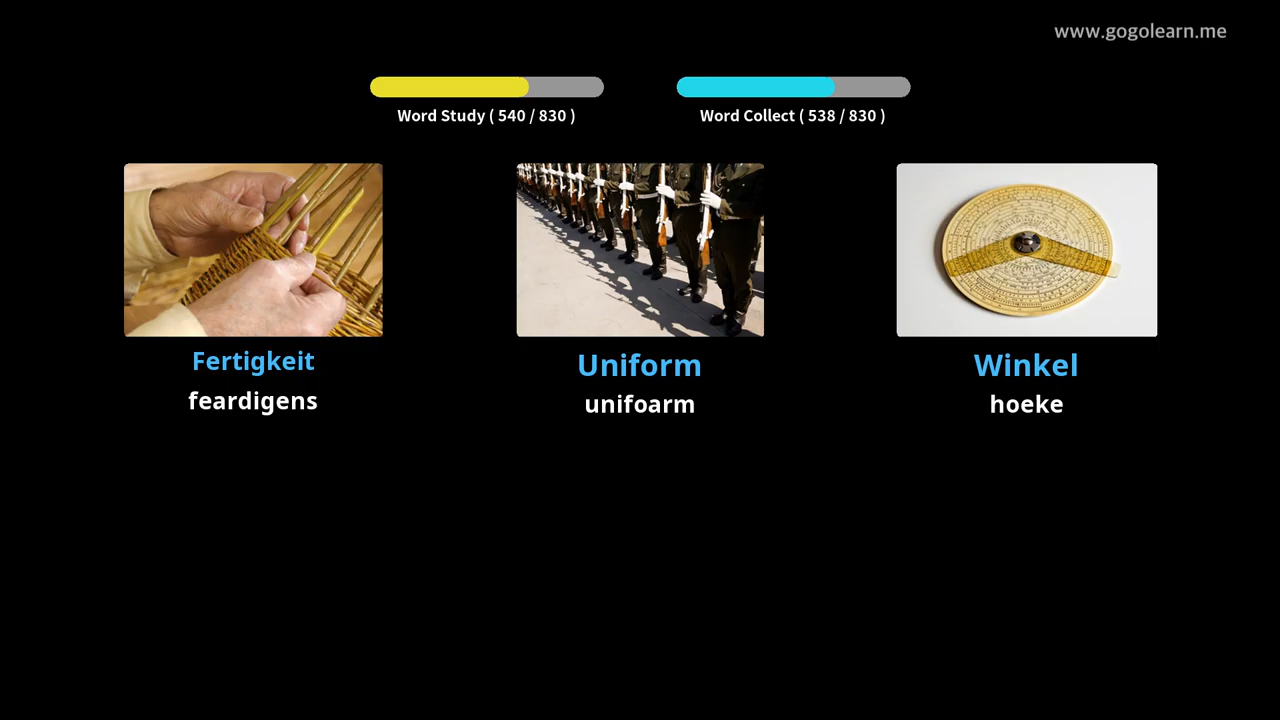 www.gogolearn.me
Word Study ( 540 / 830 )
Word Collect ( 538 / 830 )
Fertigkeit
feardigens
Uniform
unifoarm
Winkel
hoeke